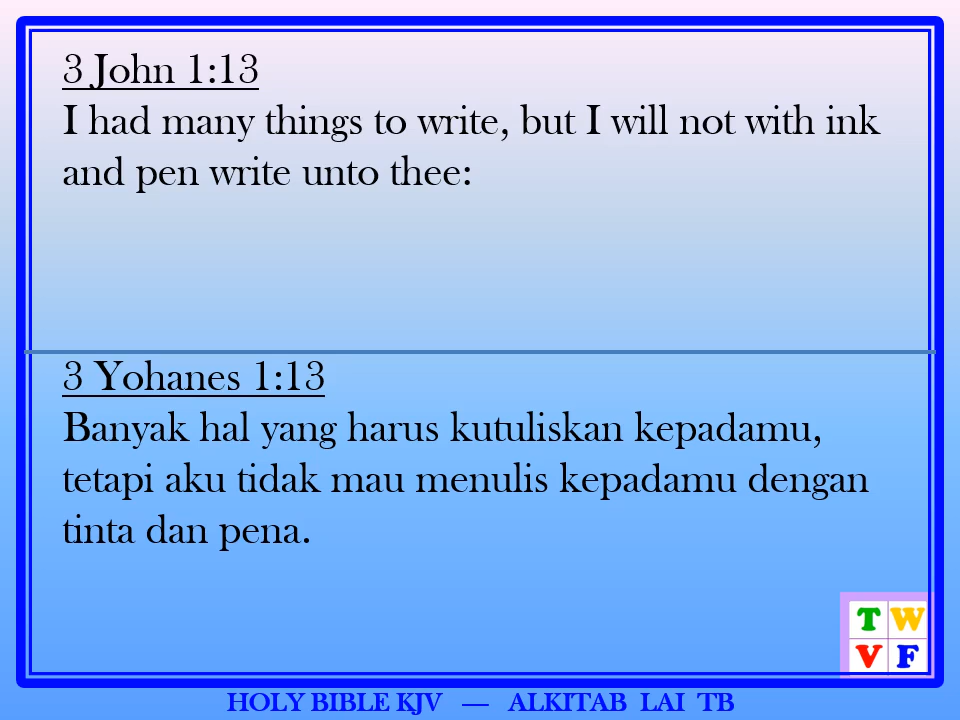 3 John 1:13
I had many things to write, but I will not with ink
and pen write unto thee:
3 Yohanes 1:13
Banyak hal yang harus kutuliskan kepadamu,
tetapi aku tidak mau menulis kepadamu dengan
tinta dan pena.
T W
V F
HOLY BIBLE KJV — ALKITAB LAI TB